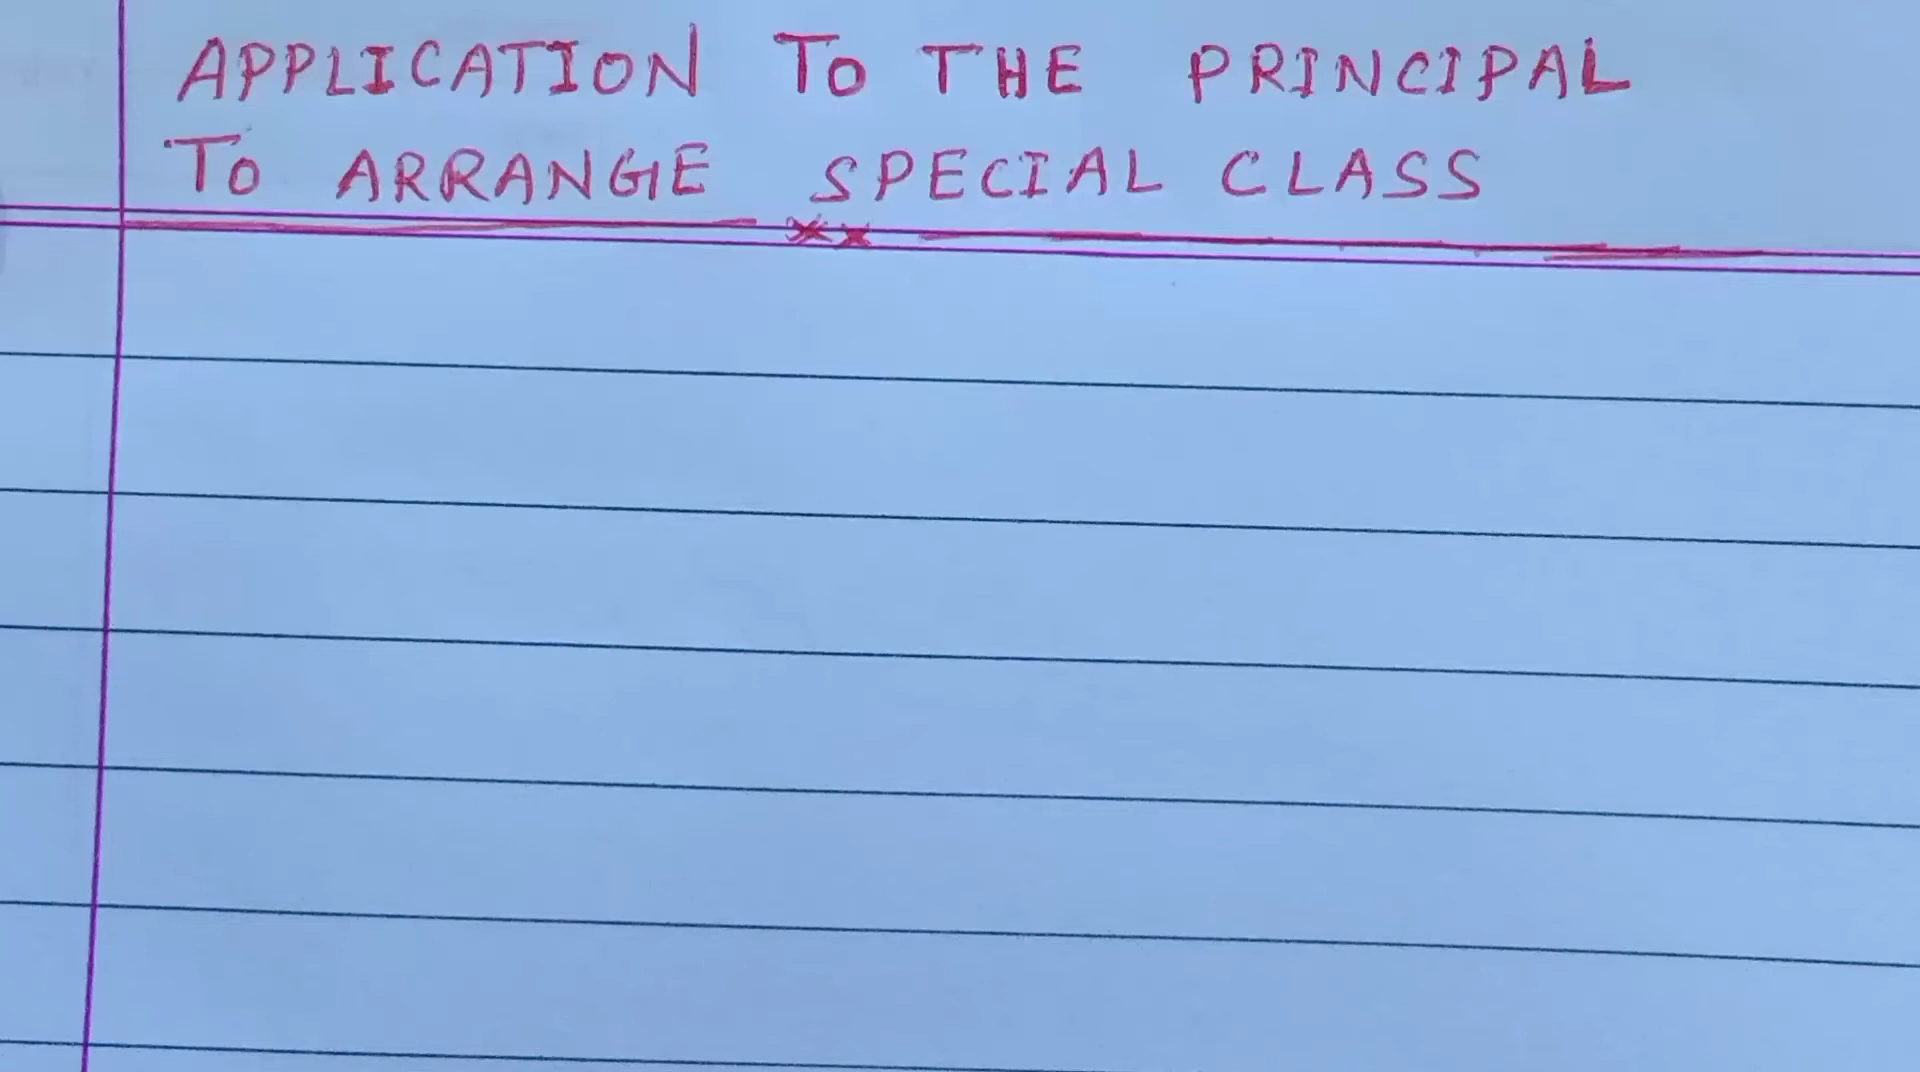 APPLICATION TO THE PRINCIPAL
TO ARRANGE SPECIAL CLASS